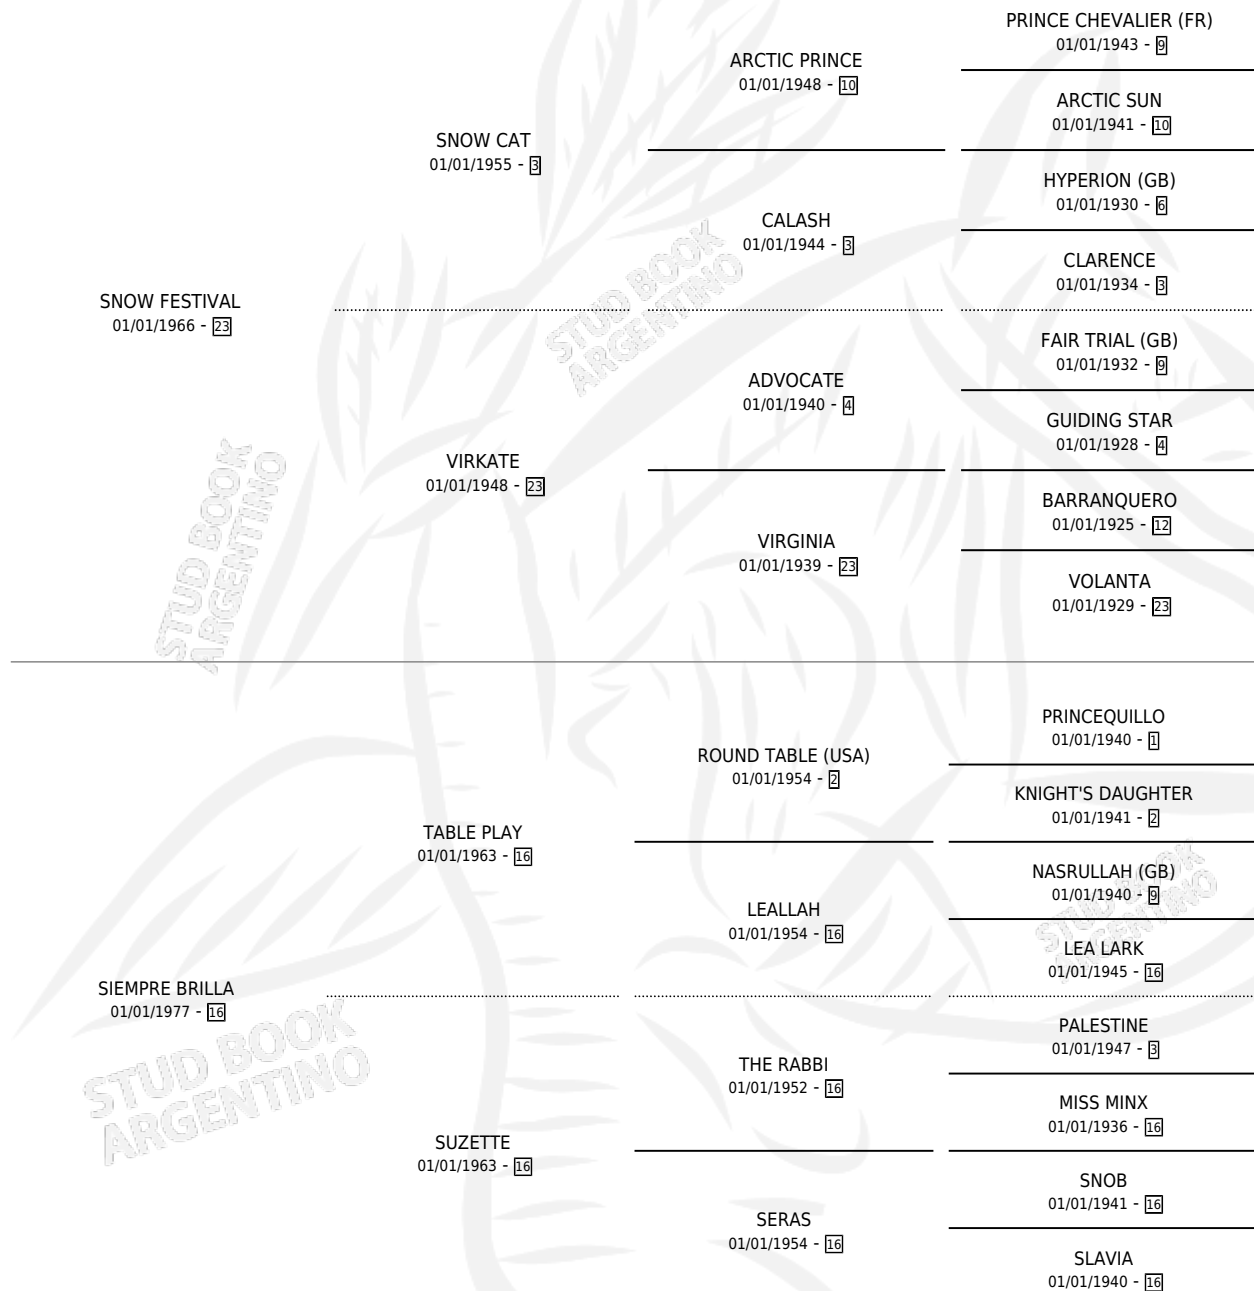 PRINCE CHEVALIER (FR)
01/01/1943 - 9
ARCTIC PRINCE
01/01/1948 - 10
ARCTIC SUN
01/01/1941 - 10
SNOW CAT
01/01/1955 - 3
HYPERION (GB)
01/01/1930 - 6
CALASH
01/01/1944 - 3
CLARENCE
01/01/1934 - 3
SNOW FESTIVAL
01/01/1966 - 23
FAIR TRIAL (GB)
01/01/1932 - 9
ADVOCATE
01/01/1940 - 4
GUIDING STAR
01/01/1928 - 4
VIRKATE
01/01/1948 - 23
BARRANQUERO
01/01/1925 - 12
VIRGINIA
01/01/1939 - 23
VOLANTA
01/01/1929 - 23
PRINCEQUILLO
01/01/1940 - 1
ROUND TABLE (USA)
01/01/1954 - 2
KNIGHT'S DAUGHTER
01/01/1941 - 2
TABLE PLAY
01/01/1963 - 16
NASRULLAH (GB)
01/01/1940 - 9
LEALLAH
01/01/1954 - 16
LEA LARK
01/01/1945 - 16
SIEMPRE BRILLA
01/01/1977 - 16
PALESTINE
01/01/1947 - 3
THE RABBI
01/01/1952 - 16
MISS MINX
01/01/1936 - 16
SUZETTE
01/01/1963 - 16
SNOB
01/01/1941 - 16
SERAS
01/01/1954 - 16
SLAVIA
01/01/1940 - 16
STUD BOOK
ARGENTINO
STUD BOOK
ARGENTINO
STUD BOOK
ARGENTINO
STUD BOOK
ARGENTINO